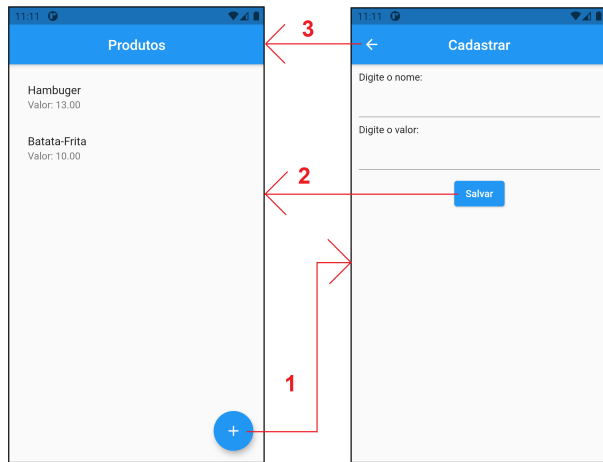 11:11
Produtos
Hambuger
Valor: 13.00
Batata-Frita
Valor: 10.00
+
3
2
1
11:11
Cadastrar
Digite o nome:
Digite o valor:
Salvar